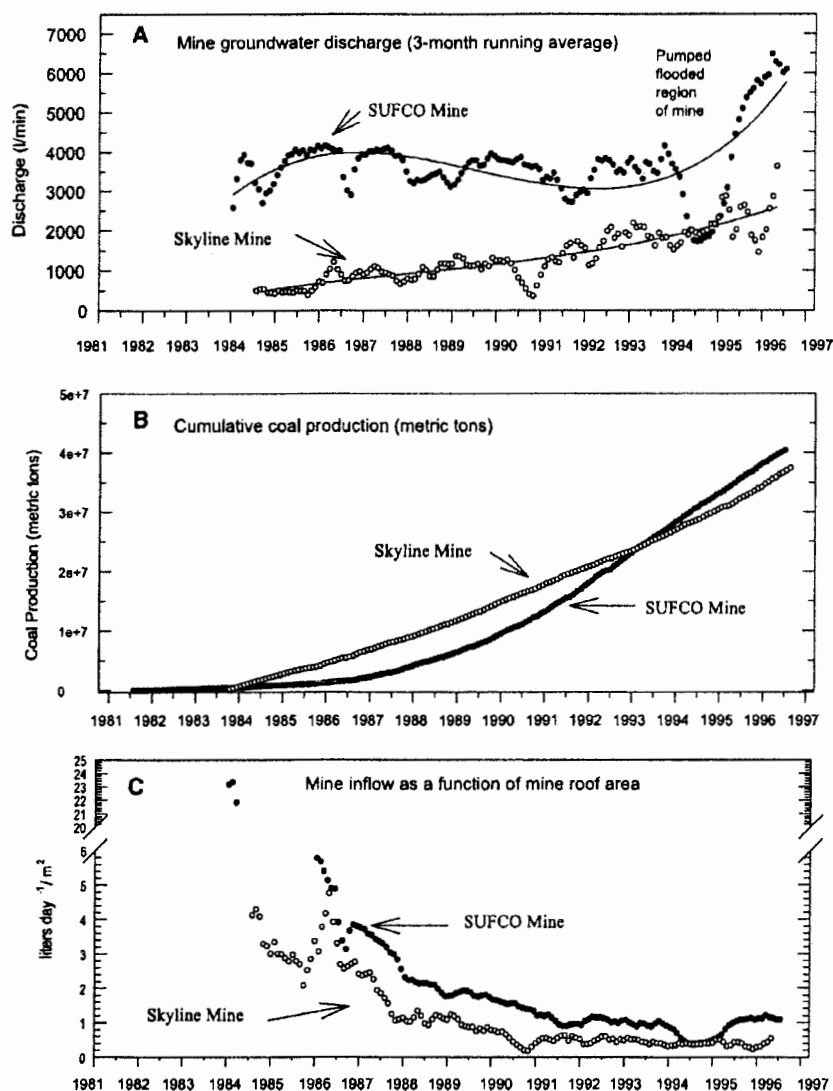 A Mine groundwater discharge (3-month running average)
7000
6000
5000
4000
3000
2000
1000
0
Discharge (l/min)
Pumped
flooded
region
of mine
SUFCO Mine
Skyline Mine
1981 1982 1983 1984 1985 1986 1987 1988 1989 1990 1991 1992 1993 1994 1995 1996 1997
B Cumulative coal production (metric tons)
5e+7
4e+7
3e+7
2e+7
1e+7
0
Coal Production (metric tons)
Skyline Mine
SUFCO Mine
1981 1982 1983 1984 1985 1986 1987 1988 1989 1990 1991 1992 1993 1994 1995 1996 1997
C Mine inflow as a function of mine roof area
25
24
23
22
21
20
6
5
4
3
2
1
0
liters day ⁻¹/ m²
SUFCO Mine
Skyline Mine
1981 1982 1983 1984 1985 1986 1987 1988 1989 1990 1991 1992 1993 1994 1995 1996 1997